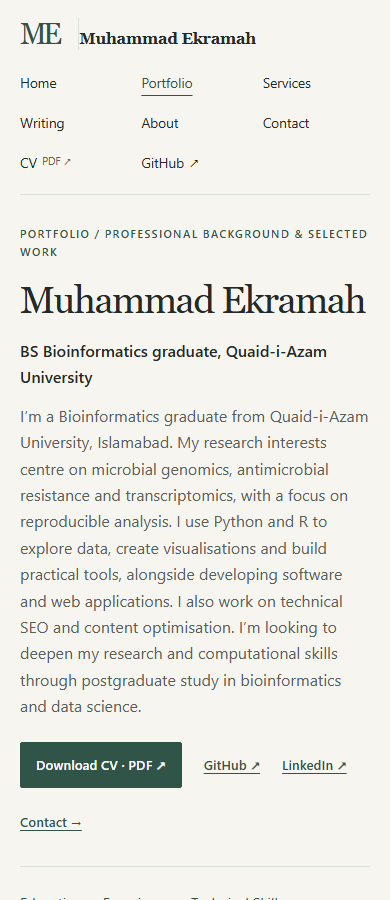 ME Muhammad Ekramah
Home Portfolio Services
Writing About Contact
CV PDF ↗ GitHub ↗
PORTFOLIO / PROFESSIONAL BACKGROUND & SELECTED
WORK
Muhammad Ekramah
BS Bioinformatics graduate, Quaid-i-Azam
University
I’m a Bioinformatics graduate from Quaid-i-Azam
University, Islamabad. My research interests
centre on microbial genomics, antimicrobial
resistance and transcriptomics, with a focus on
reproducible analysis. I use Python and R to
explore data, create visualisations and build
practical tools, alongside developing software
and web applications. I also work on technical
SEO and content optimisation. I’m looking to
deepen my research and computational skills
through postgraduate study in bioinformatics
and data science.
Download CV · PDF ↗ GitHub ↗ LinkedIn ↗
Contact →